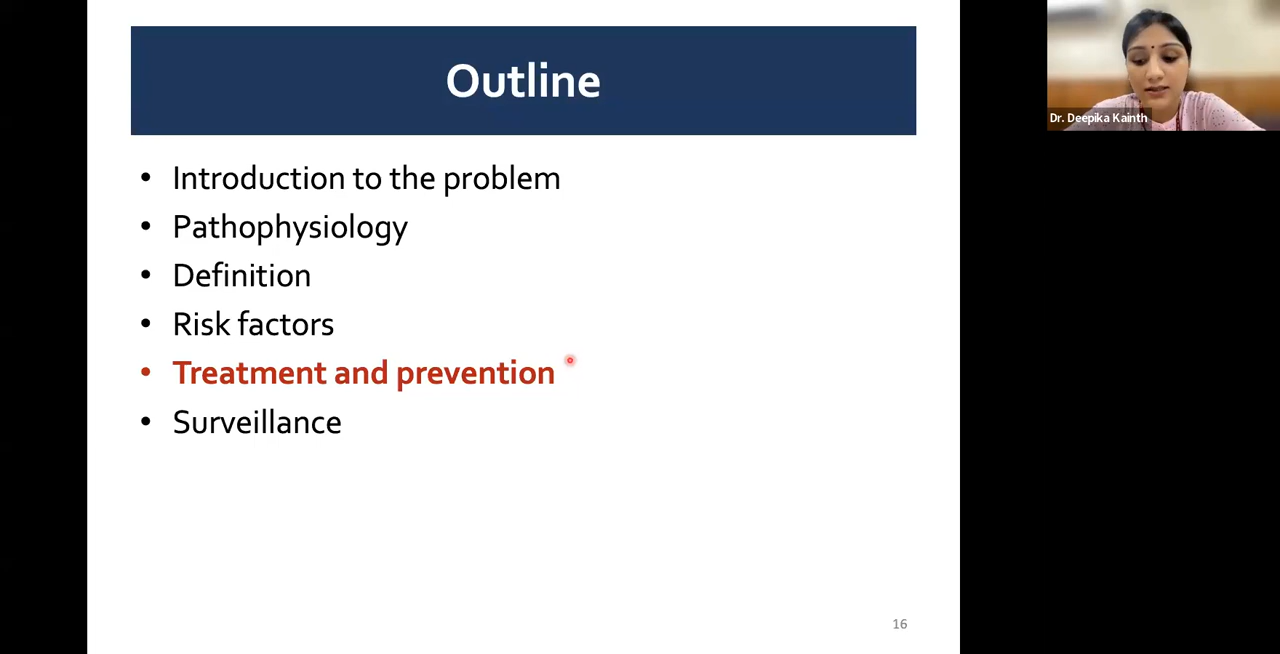 Outline
• Introduction to the problem
• Pathophysiology
• Definition
• Risk factors
• Treatment and prevention
• Surveillance
16
Dr. Deepika Kainth